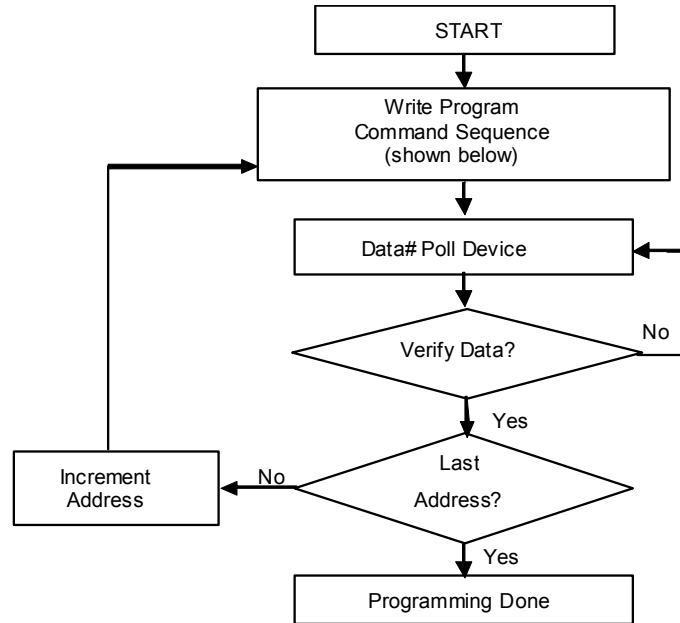 START
Write Program
Command Sequence
(shown below)
Data# Poll Device
Verify Data?
No
Yes
Last
Address?
No
Increment
Address
Yes
Programming Done